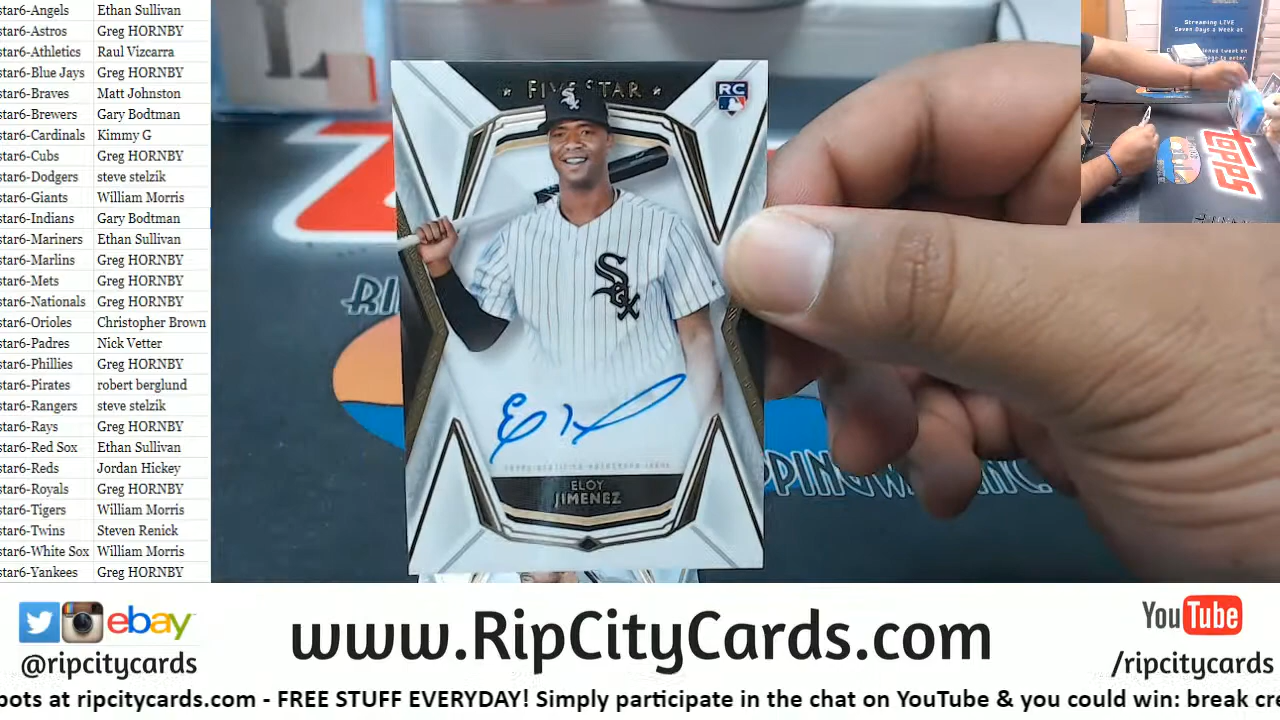 star6-Angels Ethan Sullivan
star6-Astros Greg HORNBY
star6-Athletics Raul Vizcarra
star6-Blue Jays Greg HORNBY
star6-Braves Matt Johnston
star6-Brewers Gary Bodtman
star6-Cardinals Kimmy G
star6-Cubs Greg HORNBY
star6-Dodgers steve stelzik
star6-Giants William Morris
star6-Indians Gary Bodtman
star6-Mariners Ethan Sullivan
star6-Marlins Greg HORNBY
star6-Mets Greg HORNBY
star6-Nationals Greg HORNBY
star6-Orioles Christopher Brown
star6-Padres Nick Vetter
star6-Phillies Greg HORNBY
star6-Pirates robert berglund
star6-Rangers steve stelzik
star6-Rays Greg HORNBY
star6-Red Sox Ethan Sullivan
star6-Reds Jordan Hickey
star6-Royals Greg HORNBY
star6-Tigers William Morris
star6-Twins Steven Renick
star6-White Sox William Morris
star6-Yankees Greg HORNBY
FIVE STAR
RC
Sox
ELOY
JIMENEZ
Streaming LIVE
Seven Days a Week at
topps
ebay
@ripcitycards
www.RipCityCards.com
YouTube
/ripcitycards
pots at ripcitycards.com - FREE STUFF EVERYDAY! Simply participate in the chat on YouTube & you could win: break cre